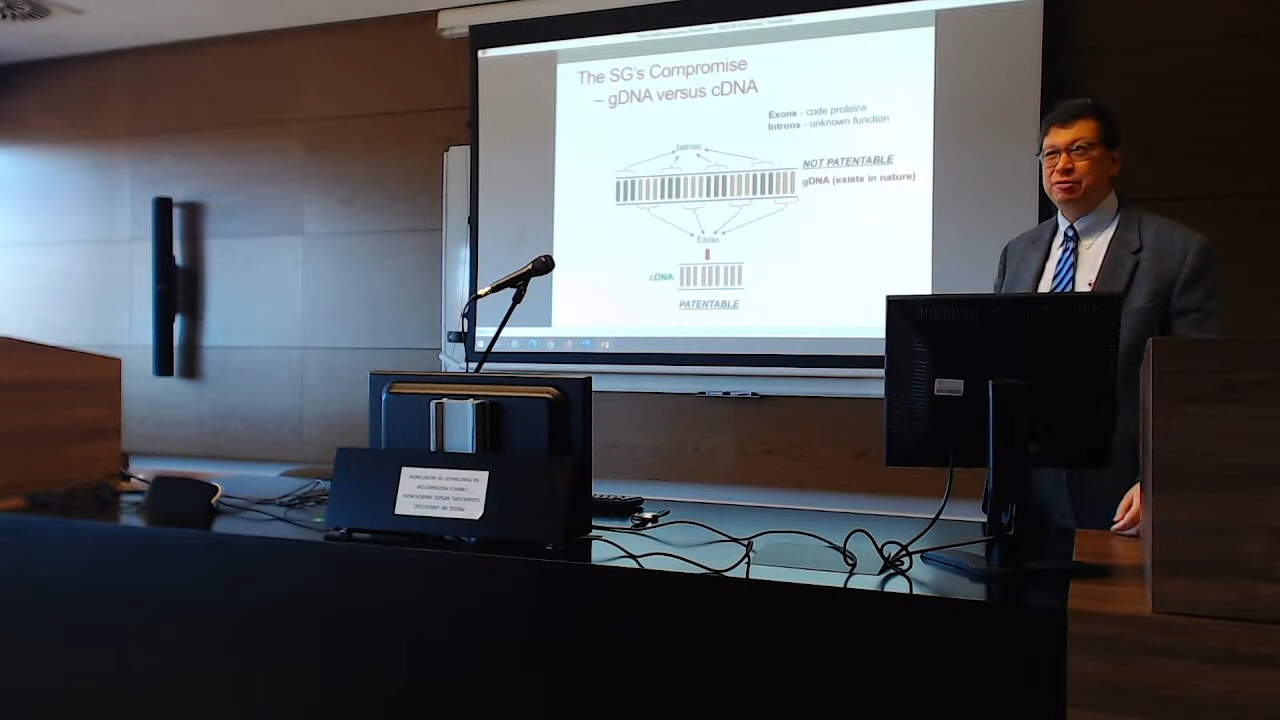 The SG's Compromise
– gDNA versus cDNA
Exons - code proteins
Introns - unknown function
Introns
NOT PATENTABLE
gDNA (exists in nature)
Exons
cDNA
PATENTABLE